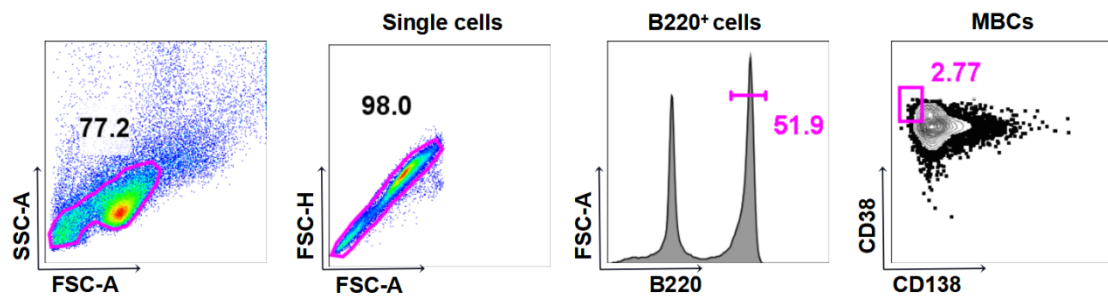 Single cells
B220⁺ cells
MBCs
77.2
98.0
51.9
2.77
SSC-A
FSC-A
FSC-H
FSC-A
FSC-A
B220
CD38
CD138